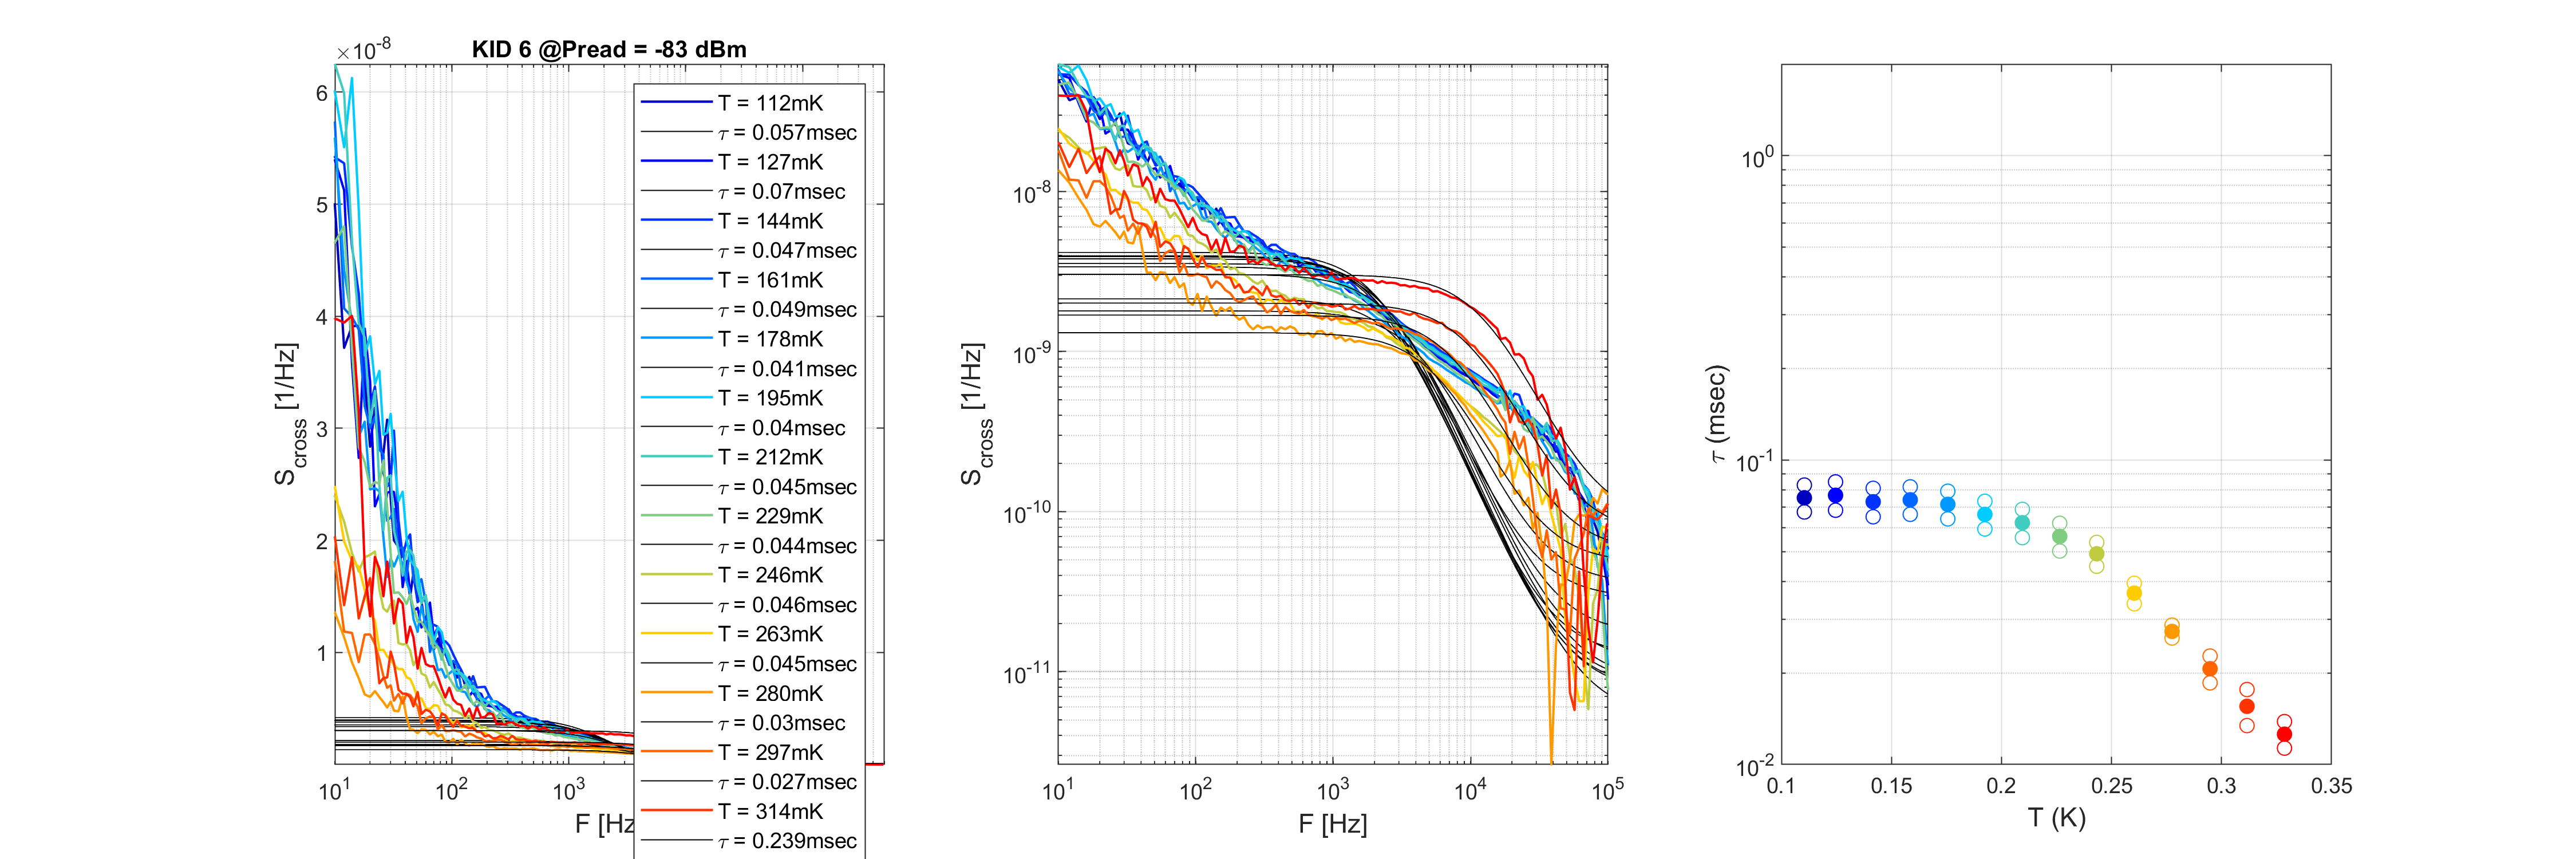 KID 6 @Pread = -83 dBm
×10⁻⁸
6
5
4
3
2
1
S_cross [1/Hz]
10¹ 10² 10³
F [Hz
T = 112mK
τ = 0.057msec
T = 127mK
τ = 0.07msec
T = 144mK
τ = 0.047msec
T = 161mK
τ = 0.049msec
T = 178mK
τ = 0.041msec
T = 195mK
τ = 0.04msec
T = 212mK
τ = 0.045msec
T = 229mK
τ = 0.044msec
T = 246mK
τ = 0.046msec
T = 263mK
τ = 0.045msec
T = 280mK
τ = 0.03msec
T = 297mK
τ = 0.027msec
T = 314mK
τ = 0.239msec
10⁻⁸
10⁻⁹
10⁻¹⁰
10⁻¹¹
S_cross [1/Hz]
10¹ 10² 10³ 10⁴ 10⁵
F [Hz]
10⁰
10⁻¹
10⁻²
τ (msec)
0.1 0.15 0.2 0.25 0.3 0.35
T (K)